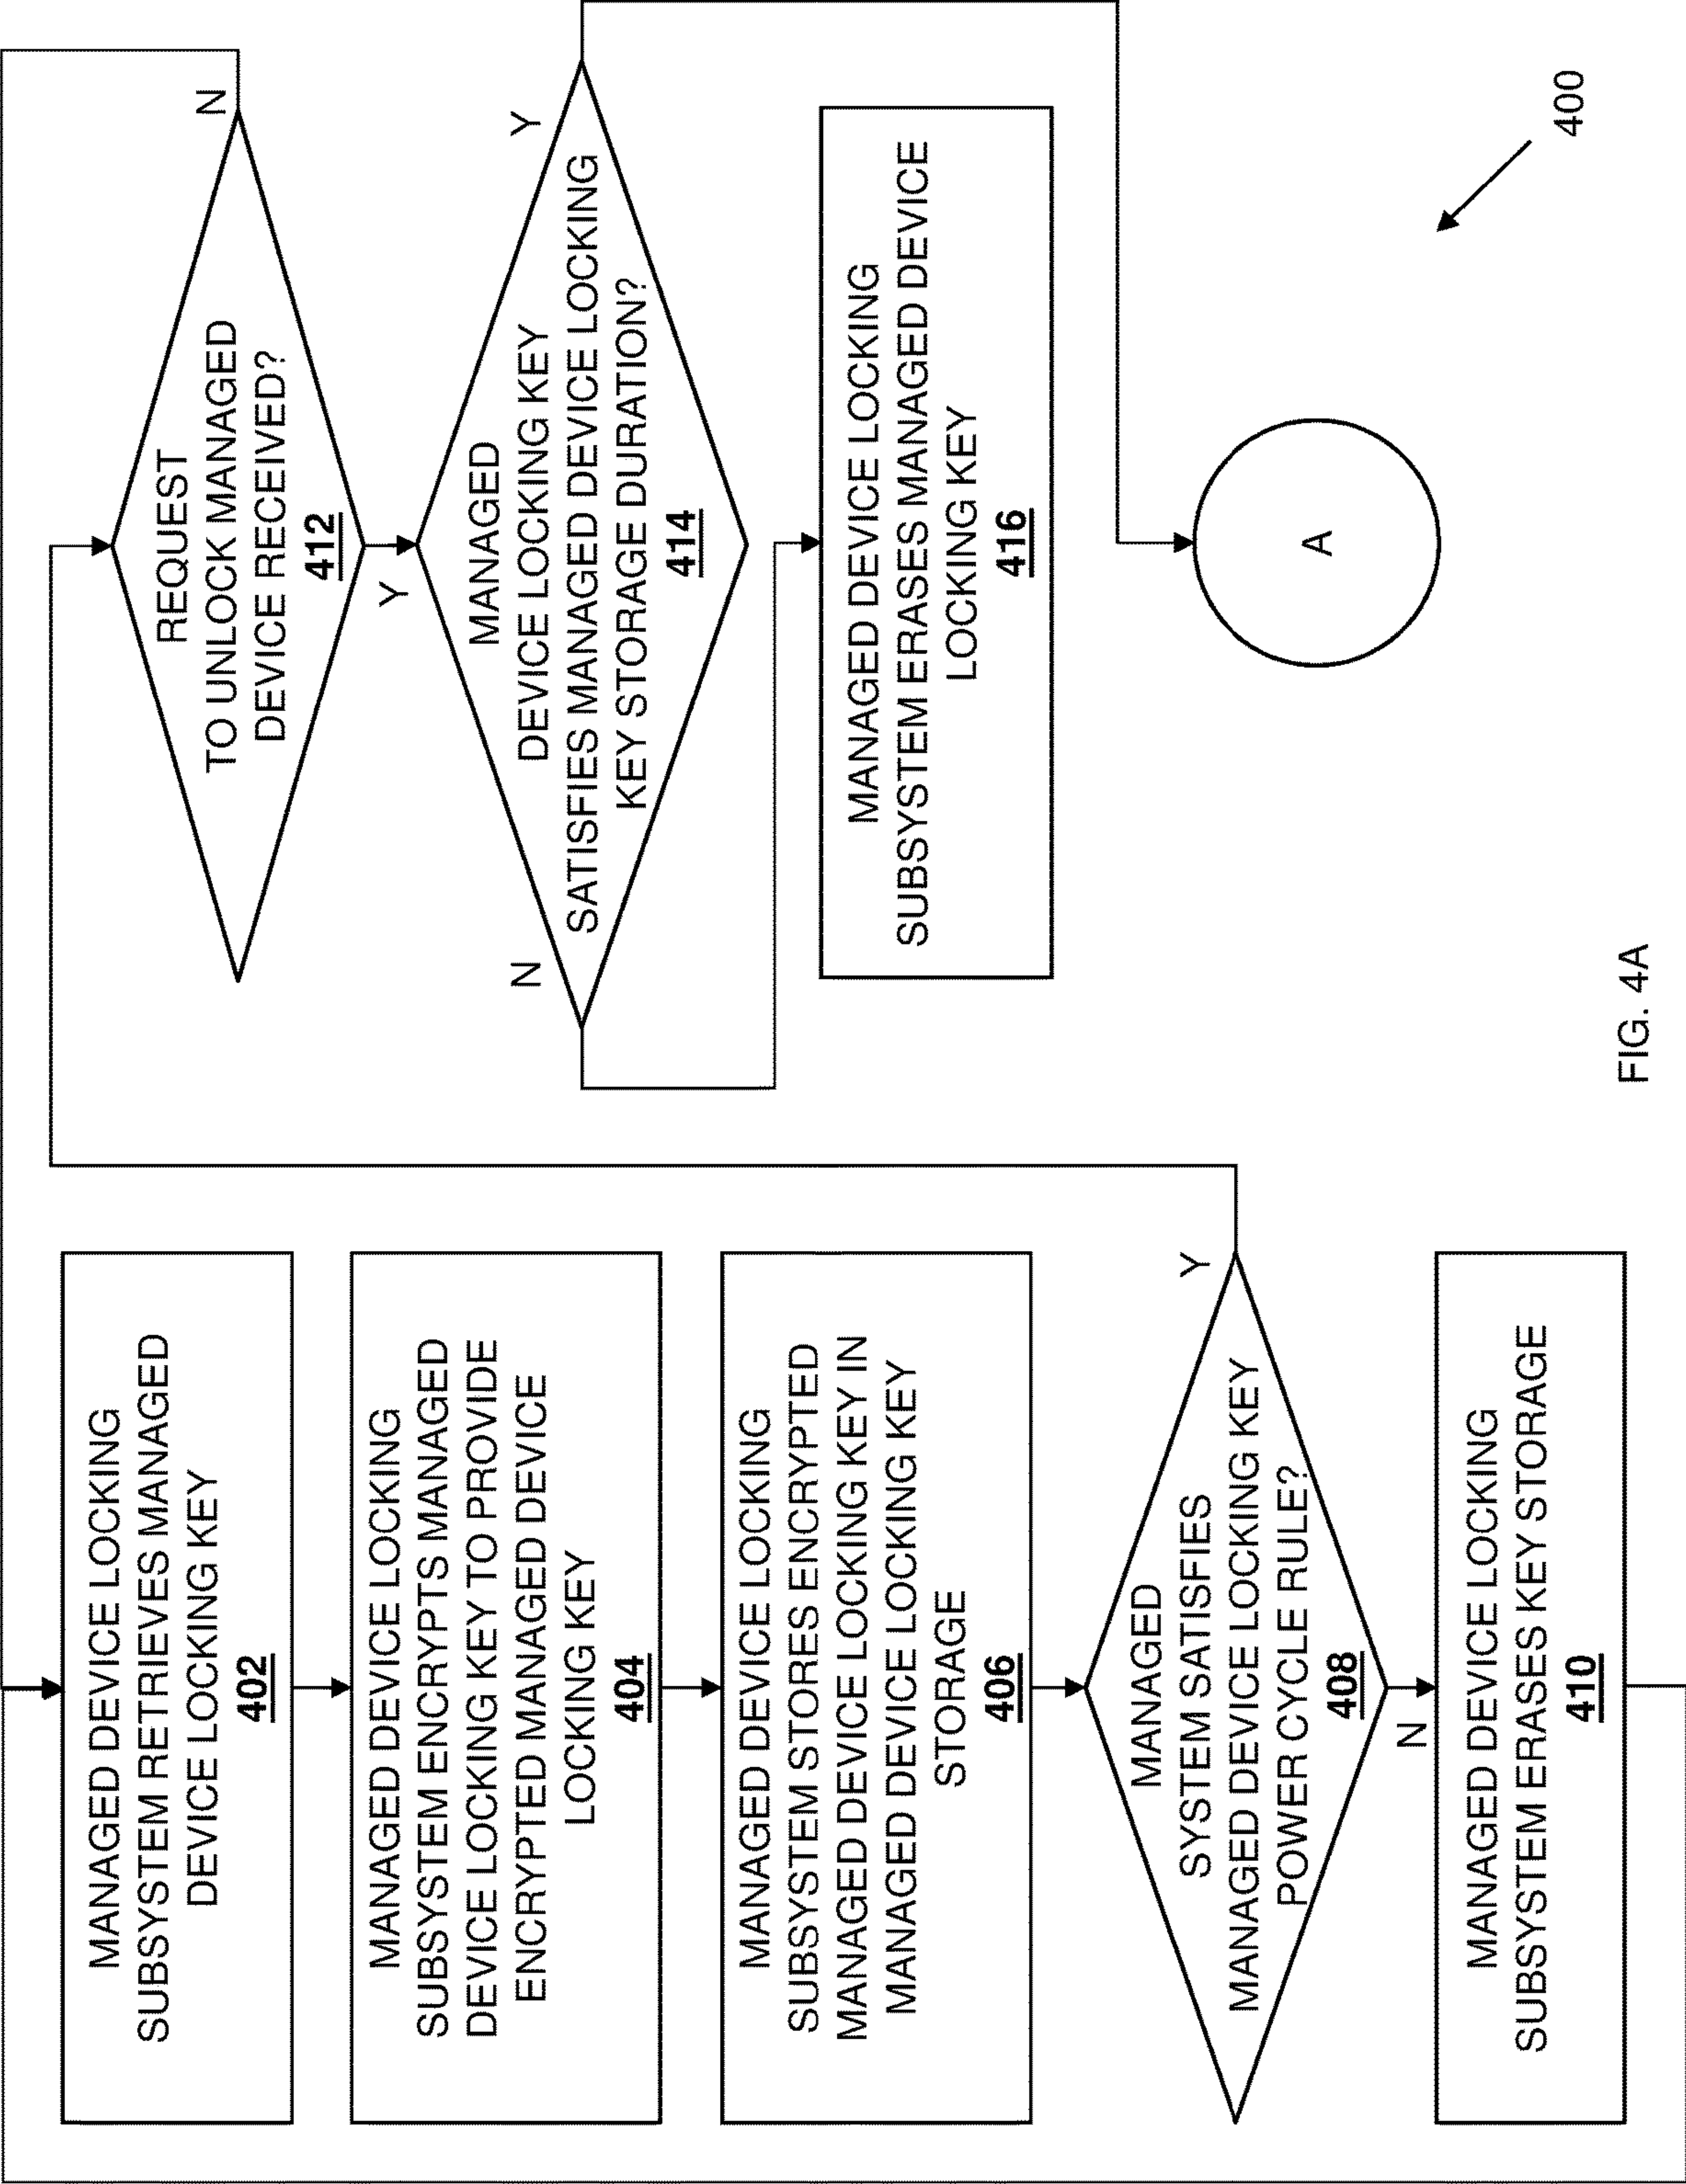 MANAGED DEVICE LOCKING
SUBSYSTEM RETRIEVES MANAGED
DEVICE LOCKING KEY
402
MANAGED DEVICE LOCKING
SUBSYSTEM ENCRYPTS MANAGED
DEVICE LOCKING KEY TO PROVIDE
ENCRYPTED MANAGED DEVICE
LOCKING KEY
404
MANAGED DEVICE LOCKING
SUBSYSTEM STORES ENCRYPTED
MANAGED DEVICE LOCKING KEY IN
MANAGED DEVICE LOCKING KEY
STORAGE
406
MANAGED
SYSTEM SATISFIES
MANAGED DEVICE LOCKING KEY
POWER CYCLE RULE?
408
Y
N
MANAGED DEVICE LOCKING
SUBSYSTEM ERASES KEY STORAGE
410
REQUEST
TO UNLOCK MANAGED
DEVICE RECEIVED?
412
N
Y
MANAGED
DEVICE LOCKING KEY
SATISFIES MANAGED DEVICE LOCKING
KEY STORAGE DURATION?
414
N
Y
MANAGED DEVICE LOCKING
SUBSYSTEM ERASES MANAGED DEVICE
LOCKING KEY
416
A
400
FIG. 4A